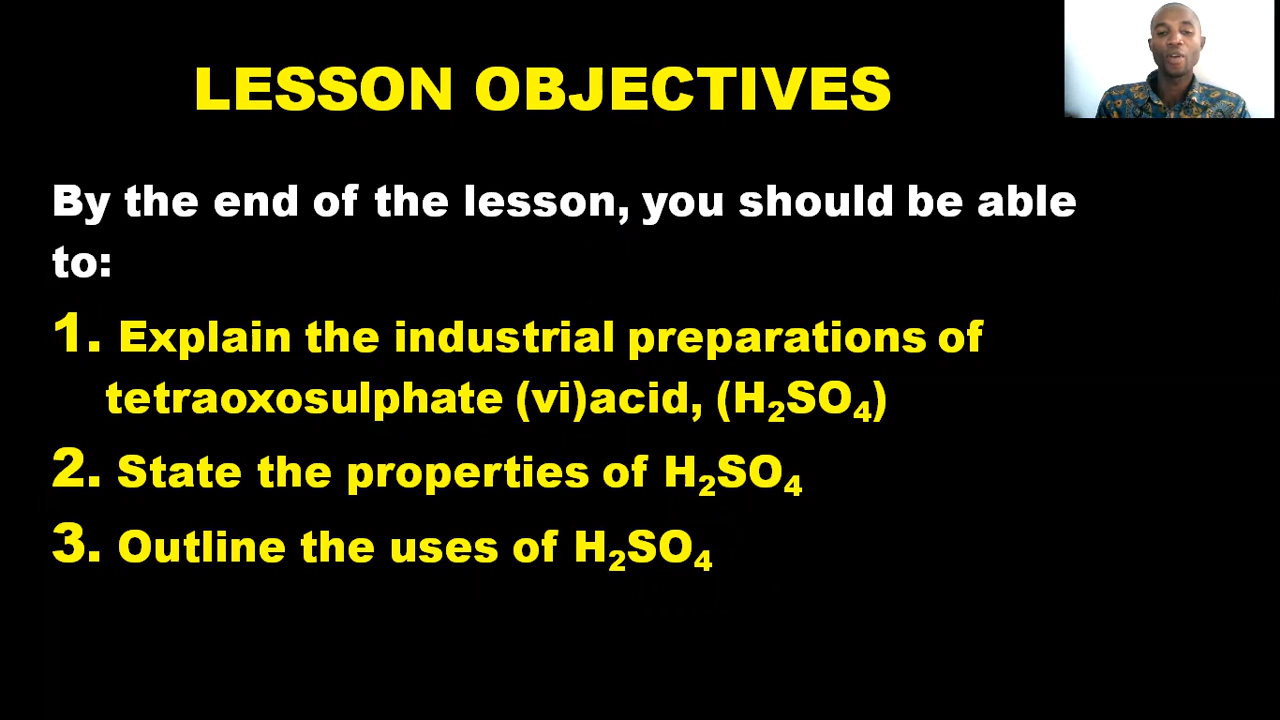 LESSON OBJECTIVES
By the end of the lesson, you should be able
to:
1. Explain the industrial preparations of
tetraoxosulphate (vi)acid, (H₂SO₄)
2. State the properties of H₂SO₄
3. Outline the uses of H₂SO₄